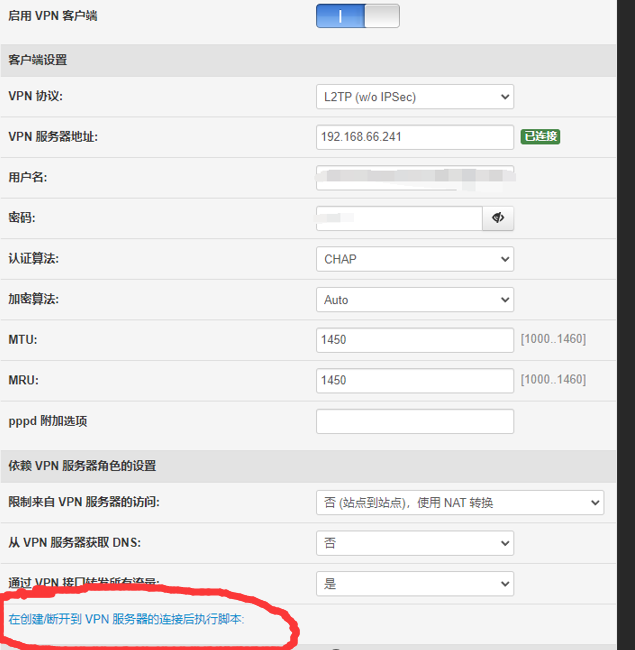 启用 VPN 客户端
客户端设置
VPN 协议: L2TP (w/o IPSec)
VPN 服务器地址: 192.168.66.241 已连接
用户名:
密码:
认证算法: CHAP
加密算法: Auto
MTU: 1450 [1000..1460]
MRU: 1450 [1000..1460]
pppd 附加选项
依赖 VPN 服务器角色的设置
限制来自 VPN 服务器的访问: 否 (站点到站点)，使用 NAT 转换
从 VPN 服务器获取 DNS: 否
通过 VPN 接口转发所有流量: 是
在创建/断开到 VPN 服务器的连接后执行脚本: